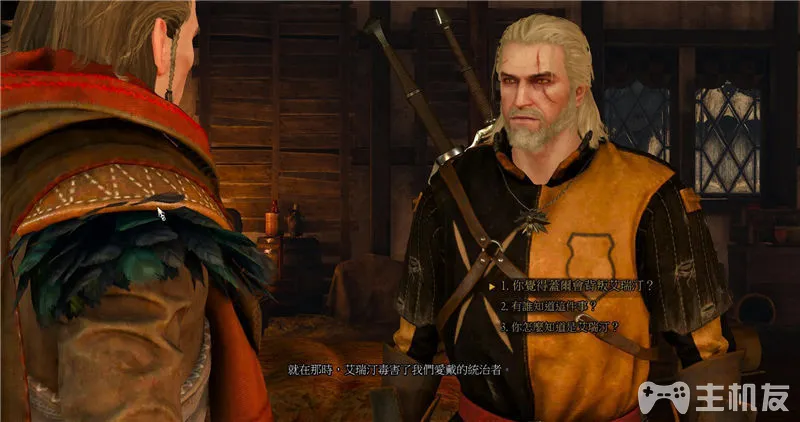 1. 你覺得蓋爾會背叛艾瑞汀？
2. 有誰知道這件事？
3. 你怎麼知道是艾瑞汀？
就在那時，艾瑞汀毒害了我們愛戴的統治者。
主机友